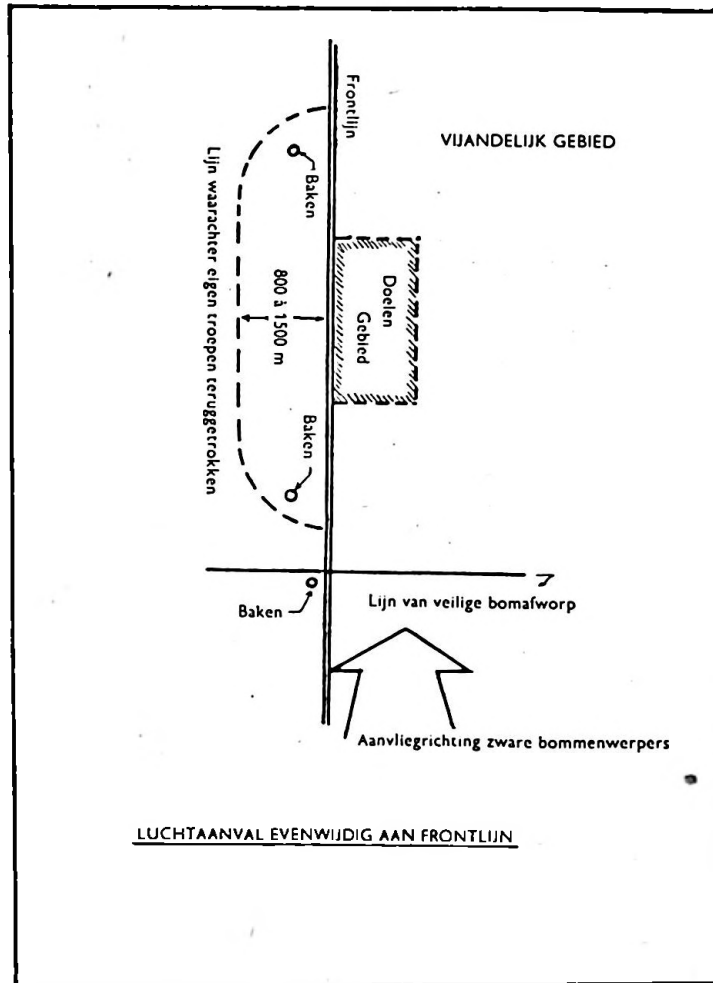 Frontlijn
VIJANDELIJK GEBIED
Baken
Lijn waarachter eigen troepen teruggetrokken
800 à 1500 m
Doelen
Gebied
Baken
Baken
Lijn van veilige bomafworp
Aanvliegrichting zware bommenwerpers
LUCHTAANVAL EVENWIJDIG AAN FRONTLIJN